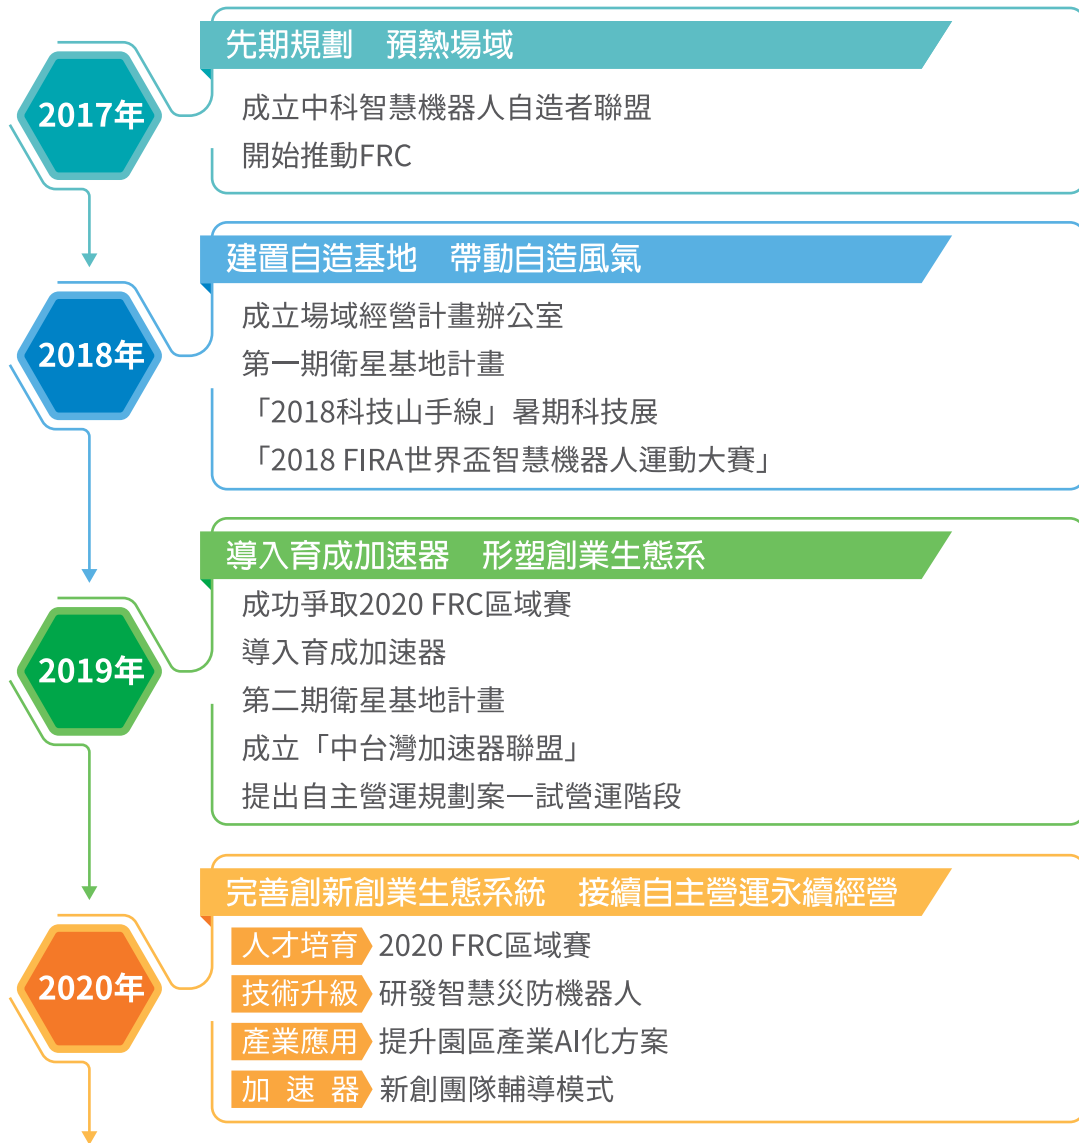 2017年
先期規劃　預熱場域
成立中科智慧機器人自造者聯盟
開始推動FRC
2018年
建置自造基地　帶動自造風氣
成立場域經營計畫辦公室
第一期衛星基地計畫
「2018科技山手線」暑期科技展
「2018 FIRA世界盃智慧機器人運動大賽」
2019年
導入育成加速器　形塑創業生態系
成功爭取2020 FRC區域賽
導入育成加速器
第二期衛星基地計畫
成立「中台灣加速器聯盟」
提出自主營運規劃案—試營運階段
2020年
完善創新創業生態系統　接續自主營運永續經營
人才培育 2020 FRC區域賽
技術升級 研發智慧災防機器人
產業應用 提升園區產業AI化方案
加 速 器 新創團隊輔導模式